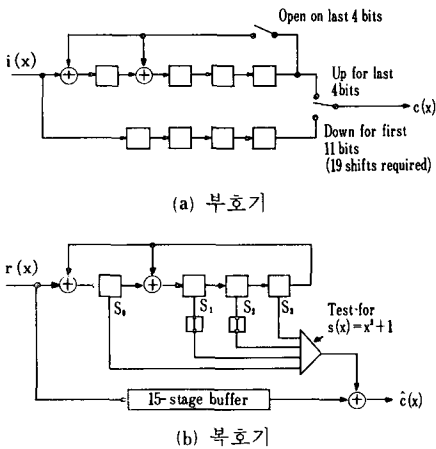 Open on last 4 bits
i(x)
Up for last
4bits
c(x)
Down for first
11 bits
(19 shifts required)
(a) 부호기
r(x)
S₀
S₁
S₂
S₃
Test-for
s(x)=x³+1
15-stage buffer
ĉ(x)
(b) 복호기